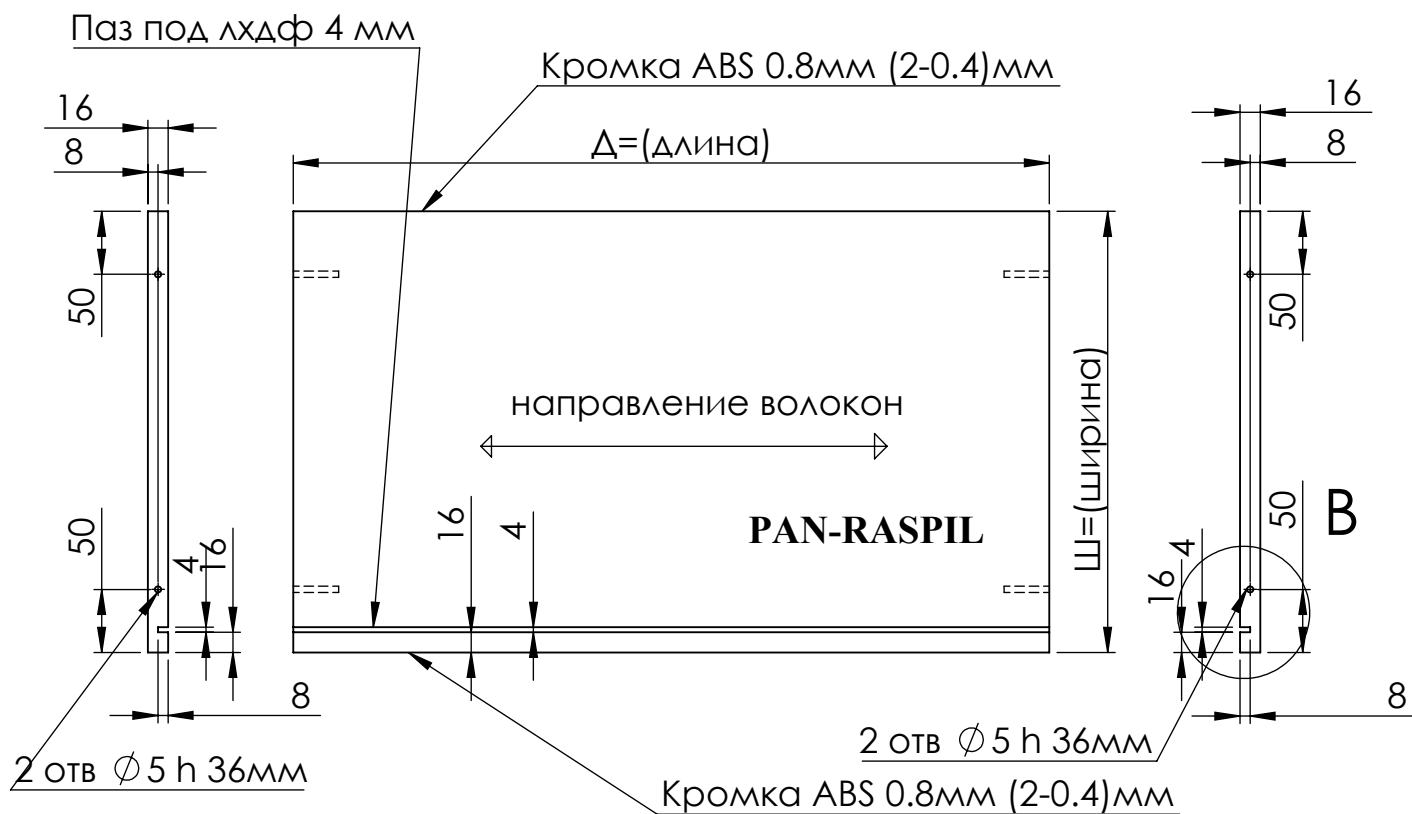 Паз под лхдф 4 мм
Кромка ABS 0.8мм (2-0.4)мм
16
16
8
Д=(длина)
8
50
50
направление волокон
Ш=(ширина)
50
4
16
16
4
PAN-RASPIL
50
B
4
16
8
8
2 отв ∅5 h 36мм
2 отв ∅5 h 36мм
Кромка ABS 0.8мм (2-0.4)мм